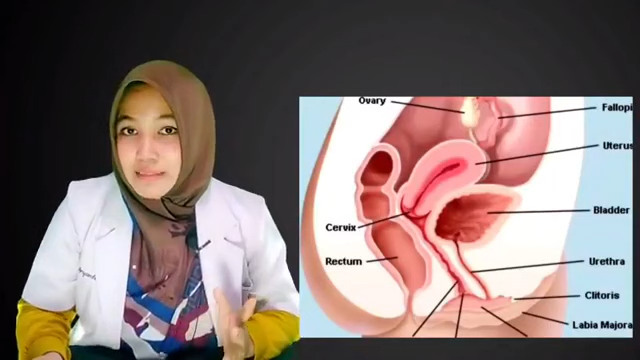 Ovary
Fallopi
Uterus
Bladder
Cervix
Rectum
Urethra
Clitoris
Labia Majora